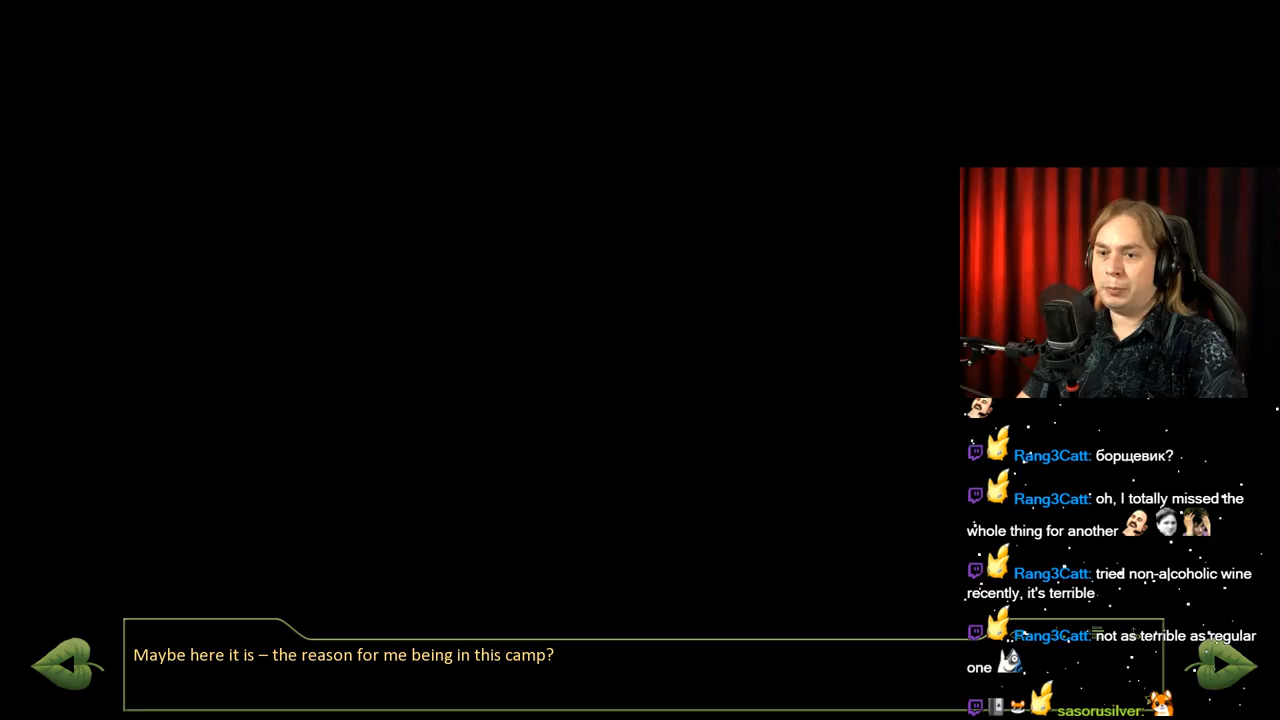 Rang3Catt: борщевик?
Rang3Catt: oh, I totally missed the
whole thing for another
Rang3Catt: tried non-alcoholic wine
recently, it's terrible
Rang3Catt: not as terrible as regular
one
sasorusilver:
Maybe here it is – the reason for me being in this camp?